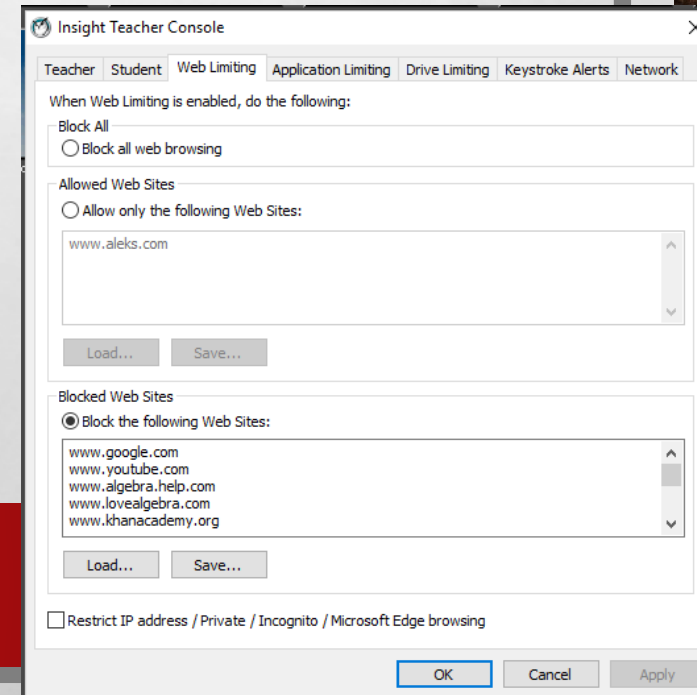 Insight Teacher Console
Teacher Student Web Limiting Application Limiting Drive Limiting Keystroke Alerts Network
When Web Limiting is enabled, do the following:
Block All
Block all web browsing
Allowed Web Sites
Allow only the following Web Sites:
www.aleks.com
Load... Save...
Blocked Web Sites
Block the following Web Sites:
www.google.com
www.youtube.com
www.algebra.help.com
www.lovealgebra.com
www.khanacademy.org
Load... Save...
Restrict IP address / Private / Incognito / Microsoft Edge browsing
OK Cancel Apply